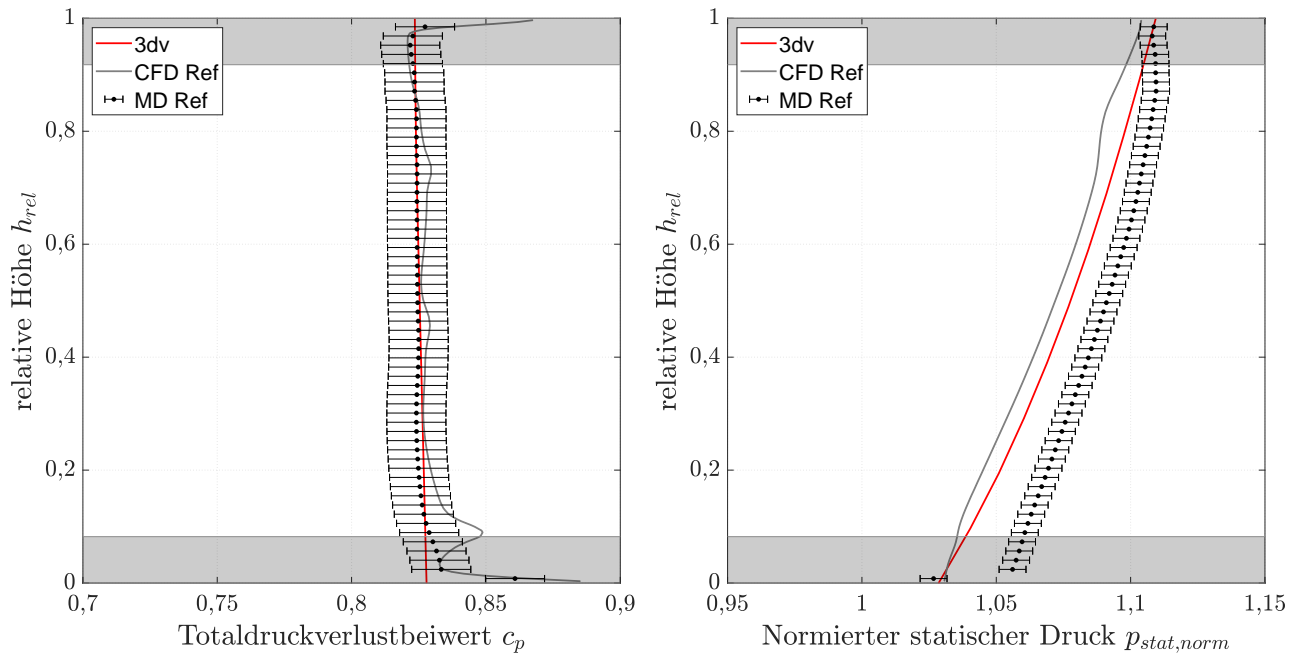 1
0,8
0,6
0,4
0,2
0
relative Höhe h_rel
3dv
CFD Ref
MD Ref
0,7
0,75
0,8
0,85
0,9
Totaldruckverlustbeiwert c_p
1
0,8
0,6
0,4
0,2
0
relative Höhe h_rel
3dv
CFD Ref
MD Ref
0,95
1
1,05
1,1
1,15
Normierter statischer Druck p_stat,norm